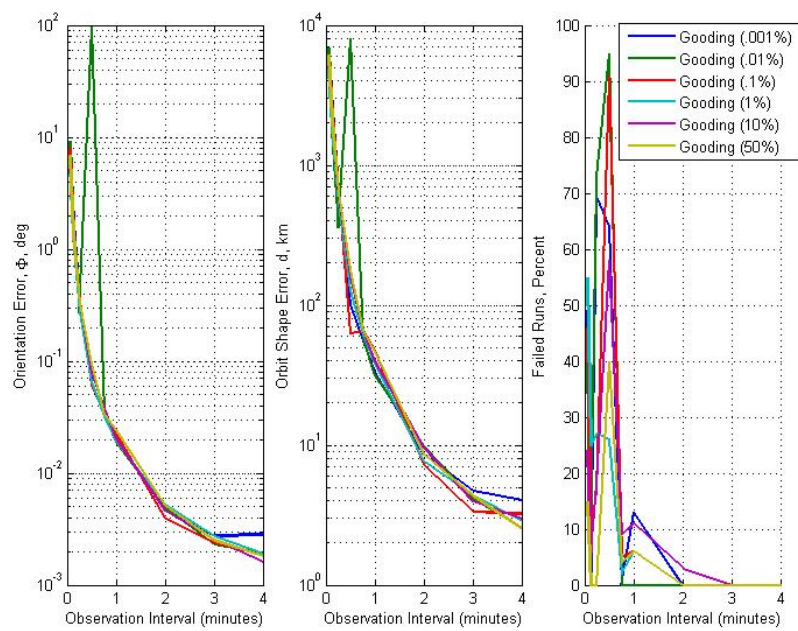 Orientation Error, Φ, deg
10^2
10^1
10^0
10^-1
10^-2
10^-3
0 1 2 3 4
Observation Interval (minutes)
Orbit Shape Error, d, km
10^4
10^3
10^2
10^1
10^0
0 1 2 3 4
Observation Interval (minutes)
Failed Runs, Percent
100
90
80
70
60
50
40
30
20
10
0
0 1 2 3 4
Observation Interval (minutes)
Gooding (.001%)
Gooding (.01%)
Gooding (.1%)
Gooding (1%)
Gooding (10%)
Gooding (50%)